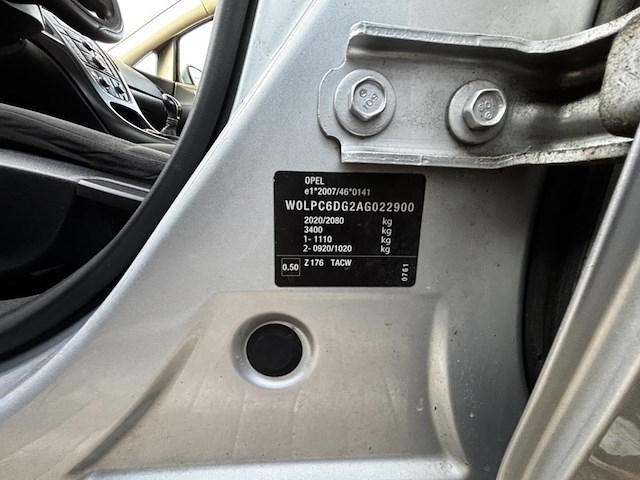 OPEL
e1*2007/46*0141
W0LPC6DG2AG022900
2020/2080 kg
3400 kg
1- 1110 kg
2- 0920/1020 kg
0.50 Z176 TACW
0761